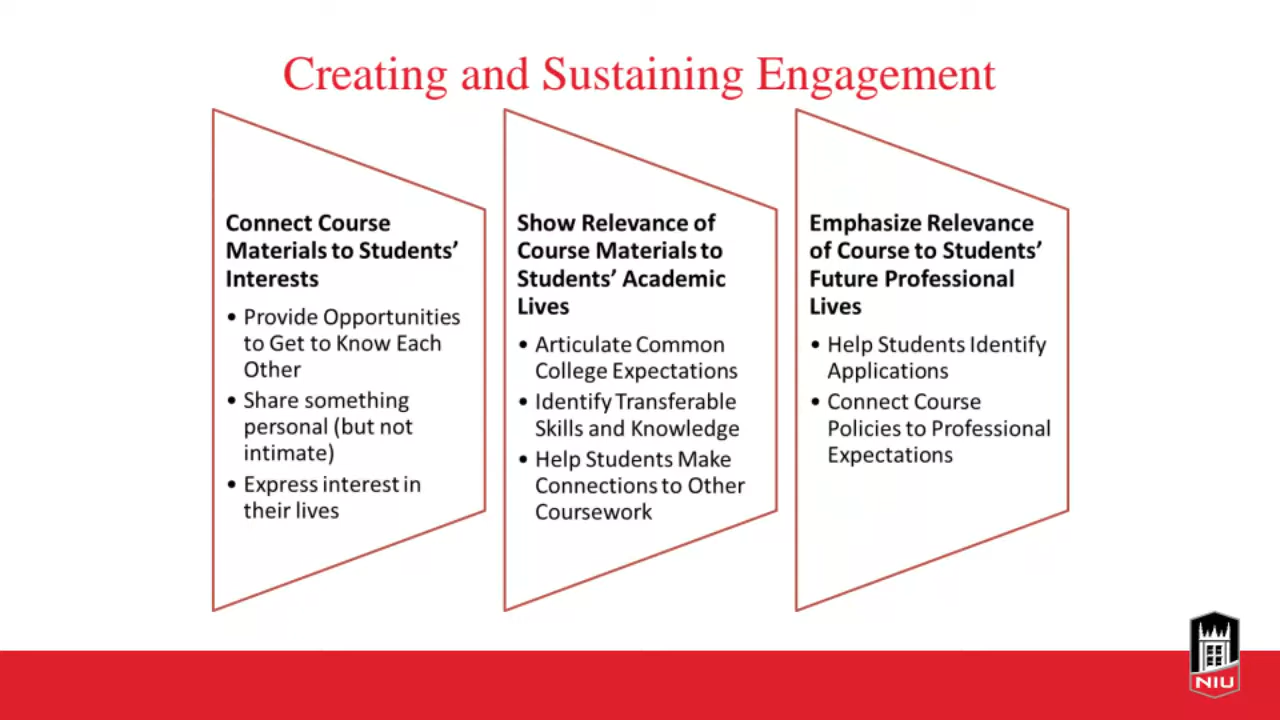 Creating and Sustaining Engagement
Connect Course
Materials to Students’
Interests
• Provide Opportunities
to Get to Know Each
Other
• Share something
personal (but not
intimate)
• Express interest in
their lives
Show Relevance of
Course Materials to
Students’ Academic
Lives
• Articulate Common
College Expectations
• Identify Transferable
Skills and Knowledge
• Help Students Make
Connections to Other
Coursework
Emphasize Relevance
of Course to Students’
Future Professional
Lives
• Help Students Identify
Applications
• Connect Course
Policies to Professional
Expectations
NIU